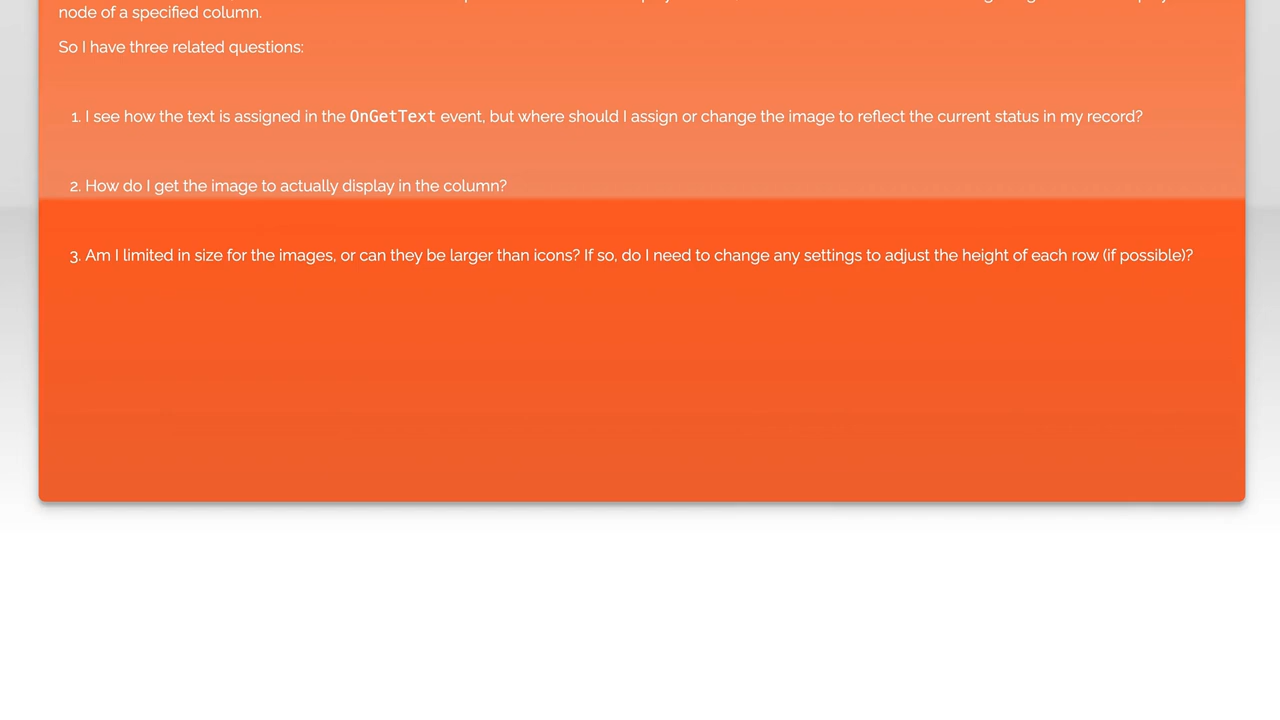 node of a specified column.
So I have three related questions:
1. I see how the text is assigned in the OnGetText event, but where should I assign or change the image to reflect the current status in my record?
2. How do I get the image to actually display in the column?
3. Am I limited in size for the images, or can they be larger than icons? If so, do I need to change any settings to adjust the height of each row (if possible)?